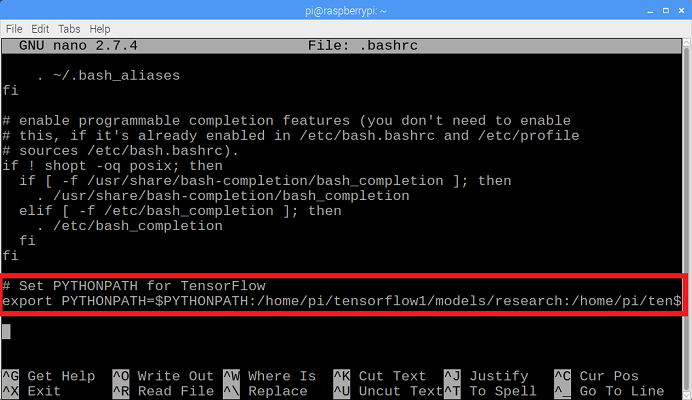 pi@raspberrypi: ~
File Edit Tabs Help
GNU nano 2.7.4 File: .bashrc
. ~/.bash_aliases
fi
# enable programmable completion features (you don't need to enable
# this, if it's already enabled in /etc/bash.bashrc and /etc/profile
# sources /etc/bash.bashrc).
if ! shopt -oq posix; then
if [ -f /usr/share/bash-completion/bash_completion ]; then
. /usr/share/bash-completion/bash_completion
elif [ -f /etc/bash_completion ]; then
. /etc/bash_completion
fi
fi
# Set PYTHONPATH for TensorFlow
export PYTHONPATH=$PYTHONPATH:/home/pi/tensorflow1/models/research:/home/pi/ten$
^G Get Help ^O Write Out ^W Where Is ^K Cut Text ^J Justify ^C Cur Pos
^X Exit ^R Read File ^\ Replace ^U Uncut Text ^T To Spell ^_ Go To Line